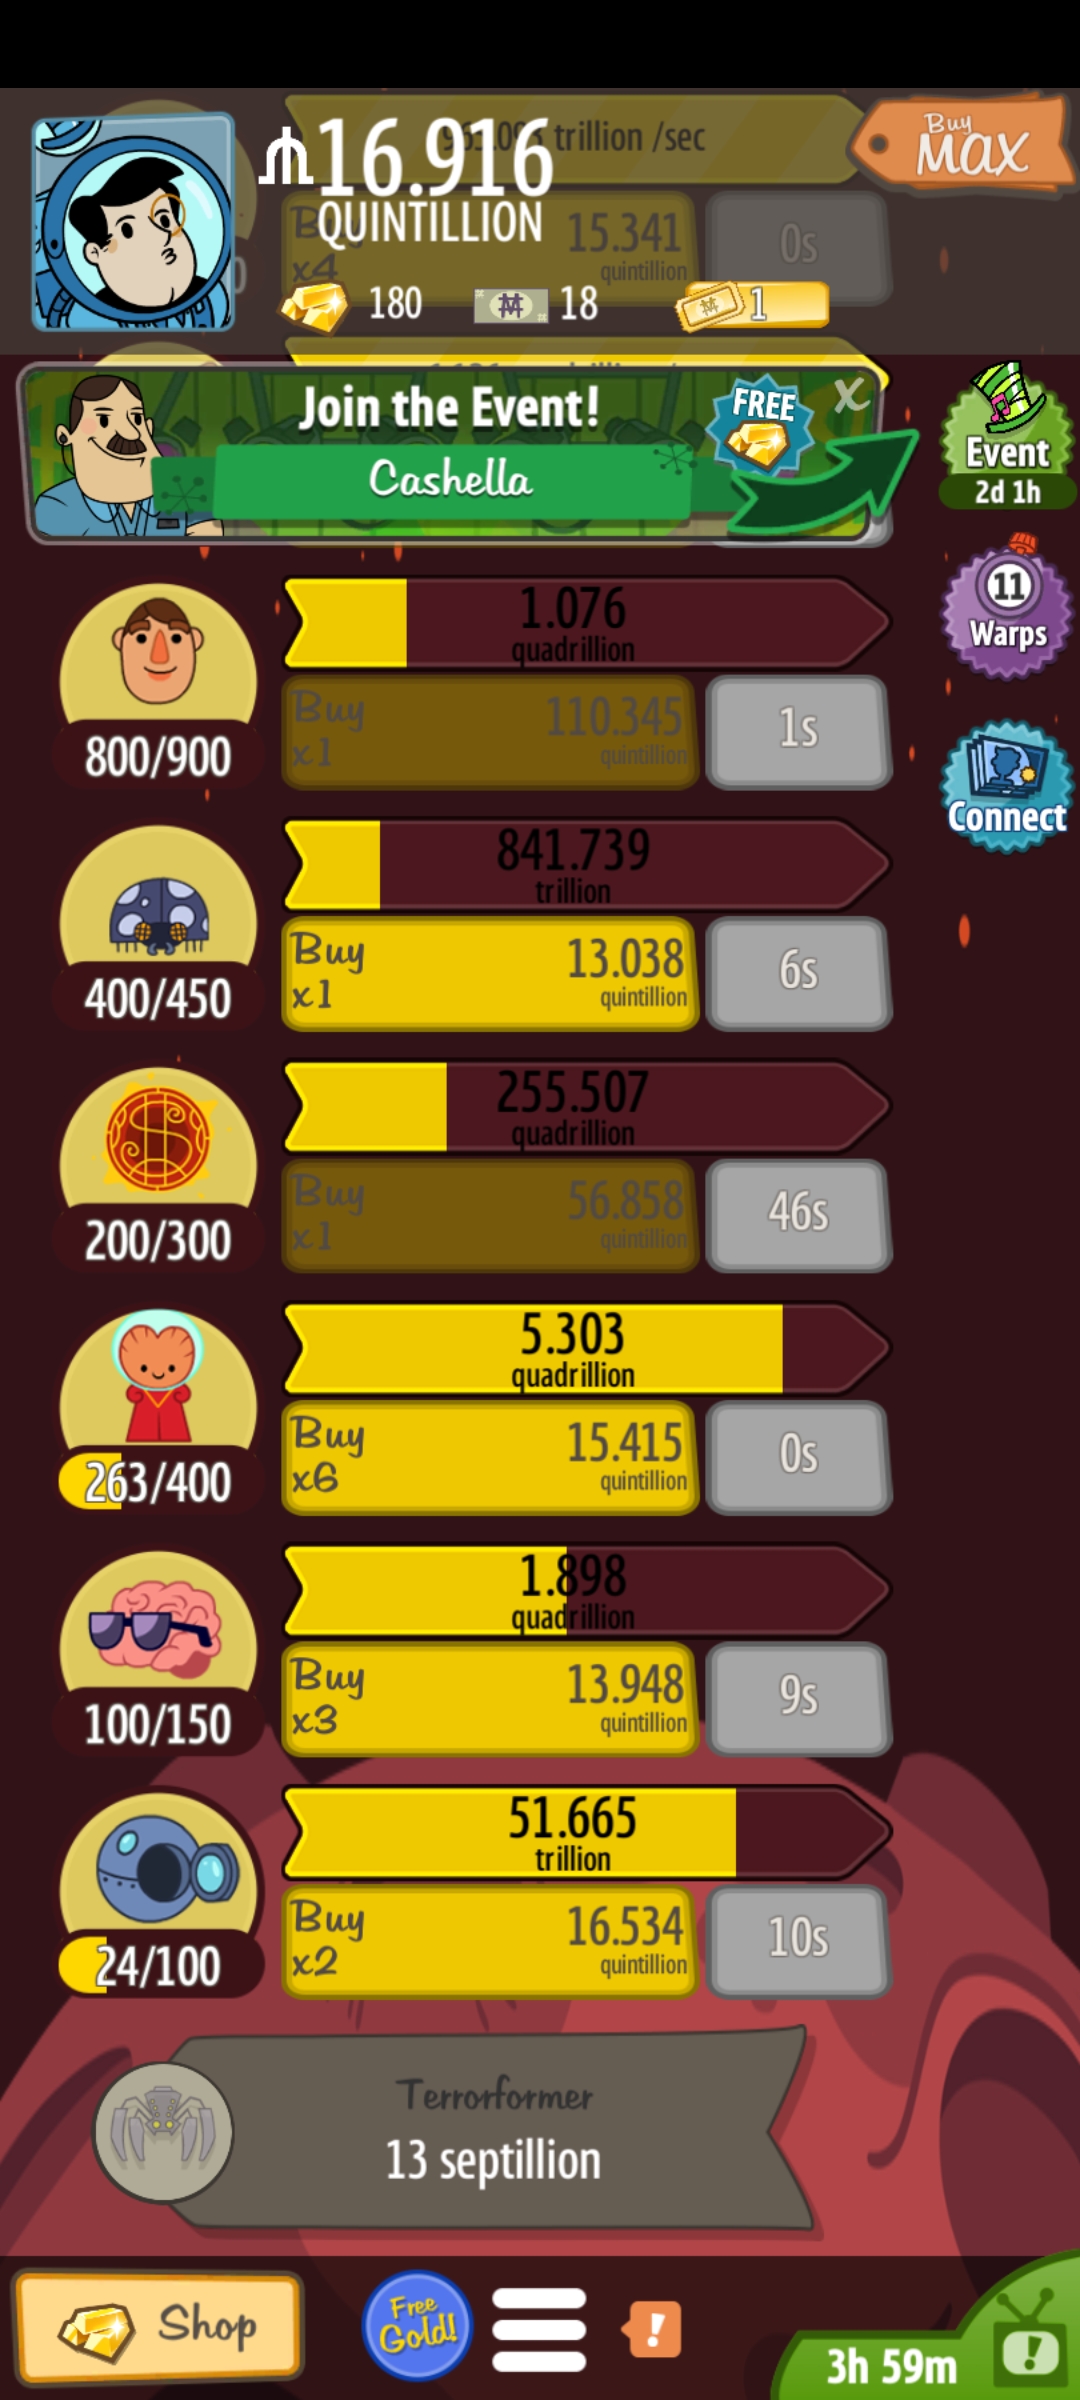 16.916
QUINTILLION
trillion /sec
Buy
MAX
x4
15.341
quintillion
0s
180
18
1
Join the Event!
FREE
X
Cashella
Event
2d 1h
11
Warps
Connect
1.076
quadrillion
Buy
x1
110.345
quintillion
1s
800/900
841.739
trillion
Buy
x1
13.038
quintillion
6s
400/450
255.507
quadrillion
Buy
x1
56.858
quintillion
46s
200/300
5.303
quadrillion
Buy
x6
15.415
quintillion
0s
263/400
1.898
quadrillion
Buy
x3
13.948
quintillion
9s
100/150
51.665
trillion
Buy
x2
16.534
quintillion
10s
24/100
Terrorformer
13 septillion
Shop
Free
Gold!
!
3h 59m
!